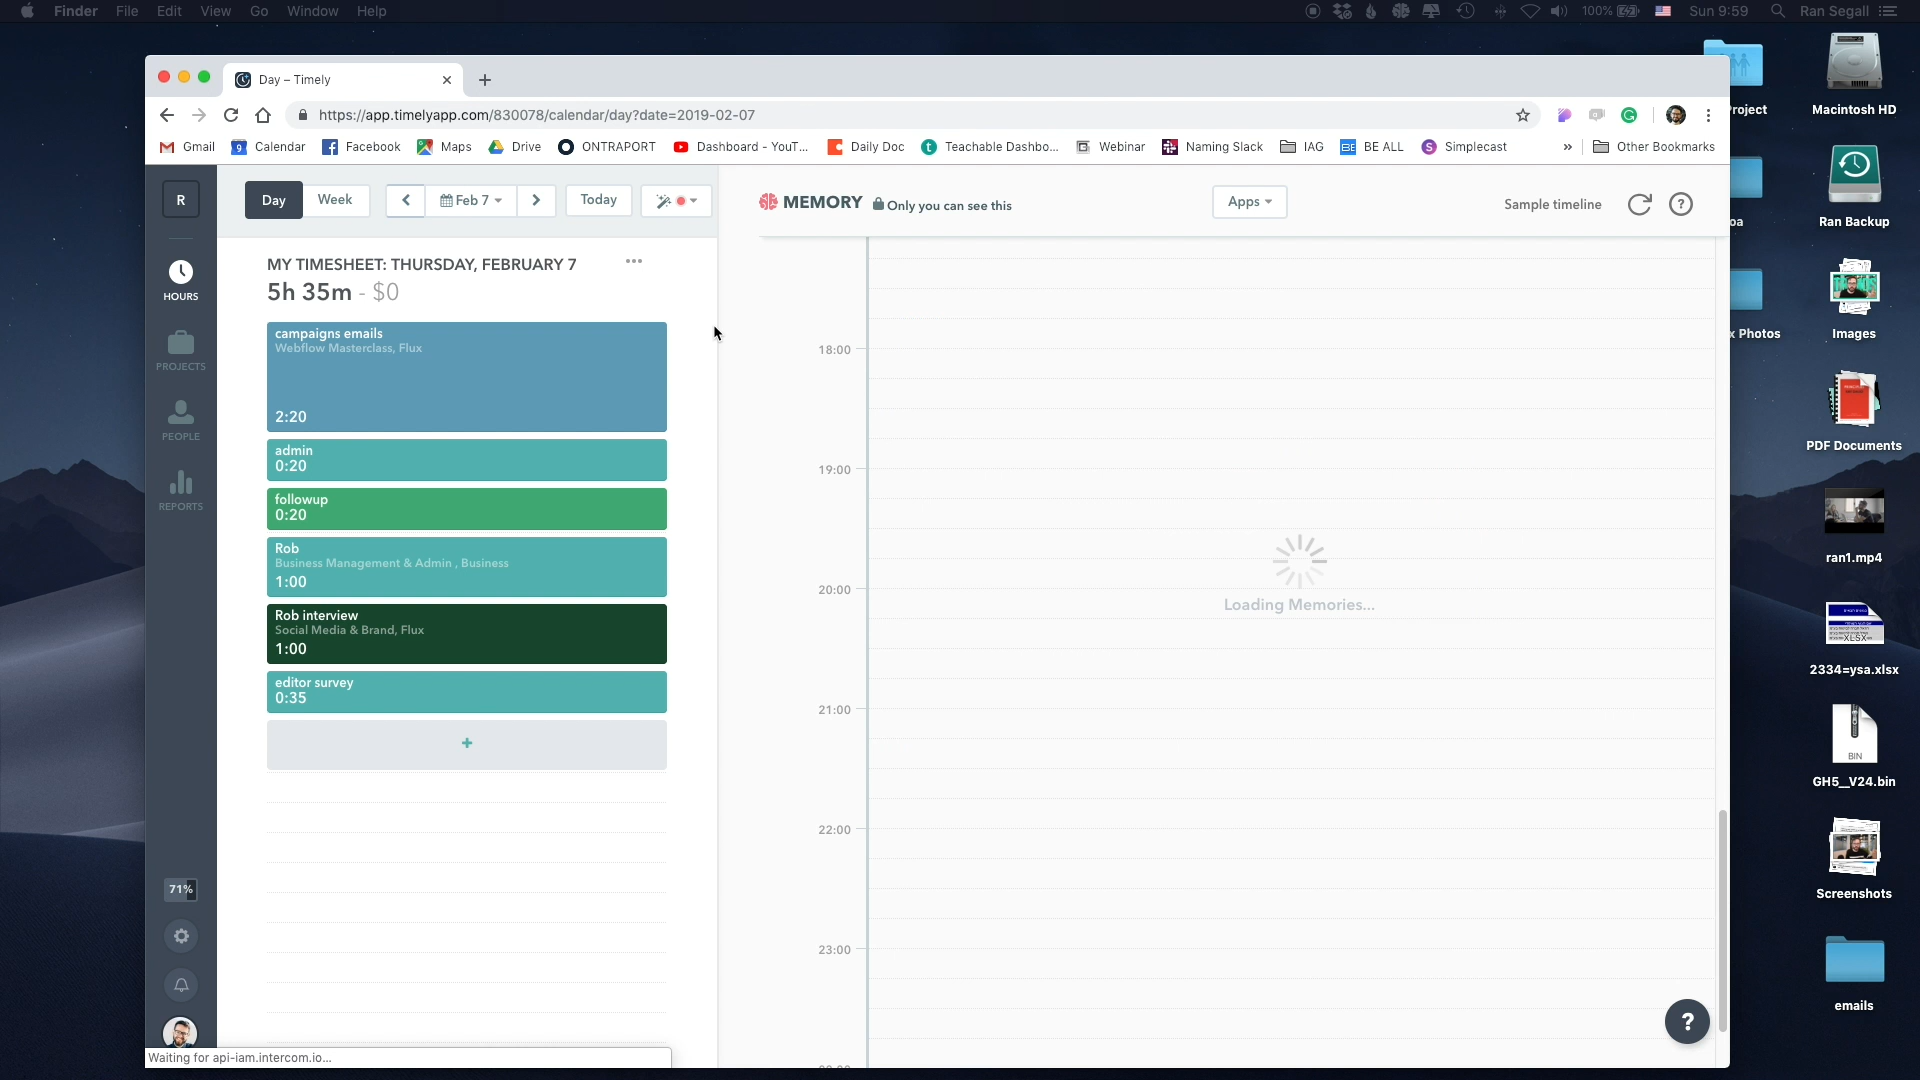 Finder File Edit View Go Window Help
100% Sun 9:59 Ran Segall
Day – Timely
https://app.timelyapp.com/830078/calendar/day?date=2019-02-07
Gmail Calendar Facebook Maps Drive ONTRAPORT Dashboard - YouT... Daily Doc Teachable Dashbo... Webinar Naming Slack IAG BE ALL Simplecast » Other Bookmarks
R
HOURS
PROJECTS
PEOPLE
REPORTS
71%
Day Week Feb 7 Today
MY TIMESHEET: THURSDAY, FEBRUARY 7
5h 35m - $0
campaigns emails
Webflow Masterclass, Flux
2:20
admin
0:20
followup
0:20
Rob
Business Management & Admin , Business
1:00
Rob interview
Social Media & Brand, Flux
1:00
editor survey
0:35
+
Waiting for api-iam.intercom.io...
MEMORY Only you can see this Apps Sample timeline ?
18:00
19:00
20:00
21:00
22:00
23:00
Loading Memories...
?
roject
oa
x Photos
Macintosh HD
Ran Backup
Images
PDF Documents
ran1.mp4
XLSX
2334=ysa.xlsx
BIN
GH5__V24.bin
Screenshots
emails